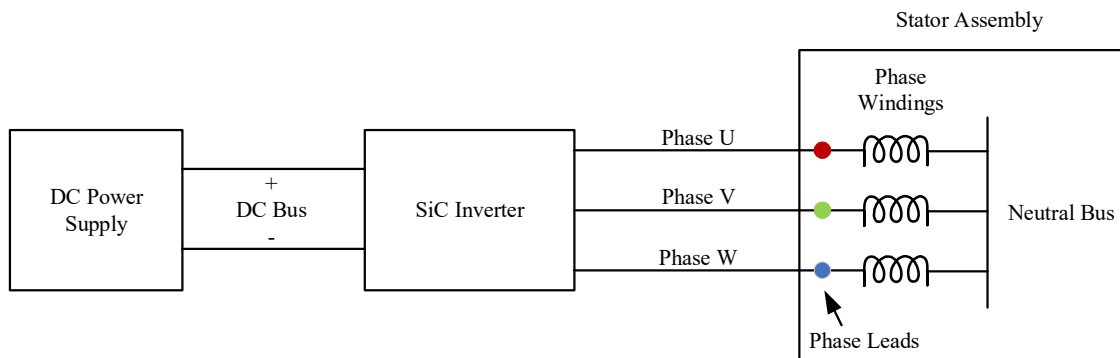 Stator Assembly
Phase
Windings
Phase U
DC Power
Supply
+
DC Bus
-
SiC Inverter
Phase V
Neutral Bus
Phase W
Phase Leads